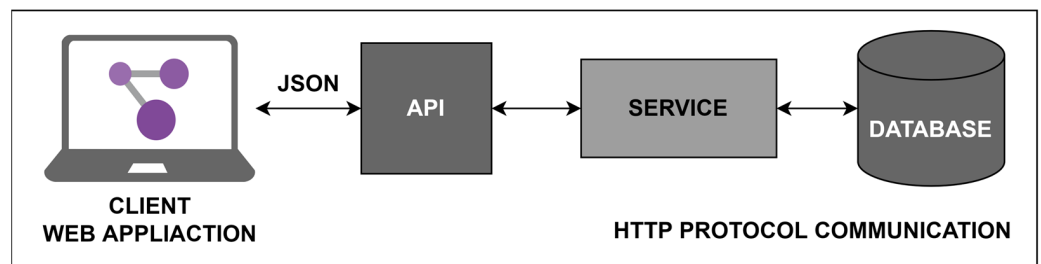 JSON
API
SERVICE
DATABASE
CLIENT
WEB APPLIACTION
HTTP PROTOCOL COMMUNICATION